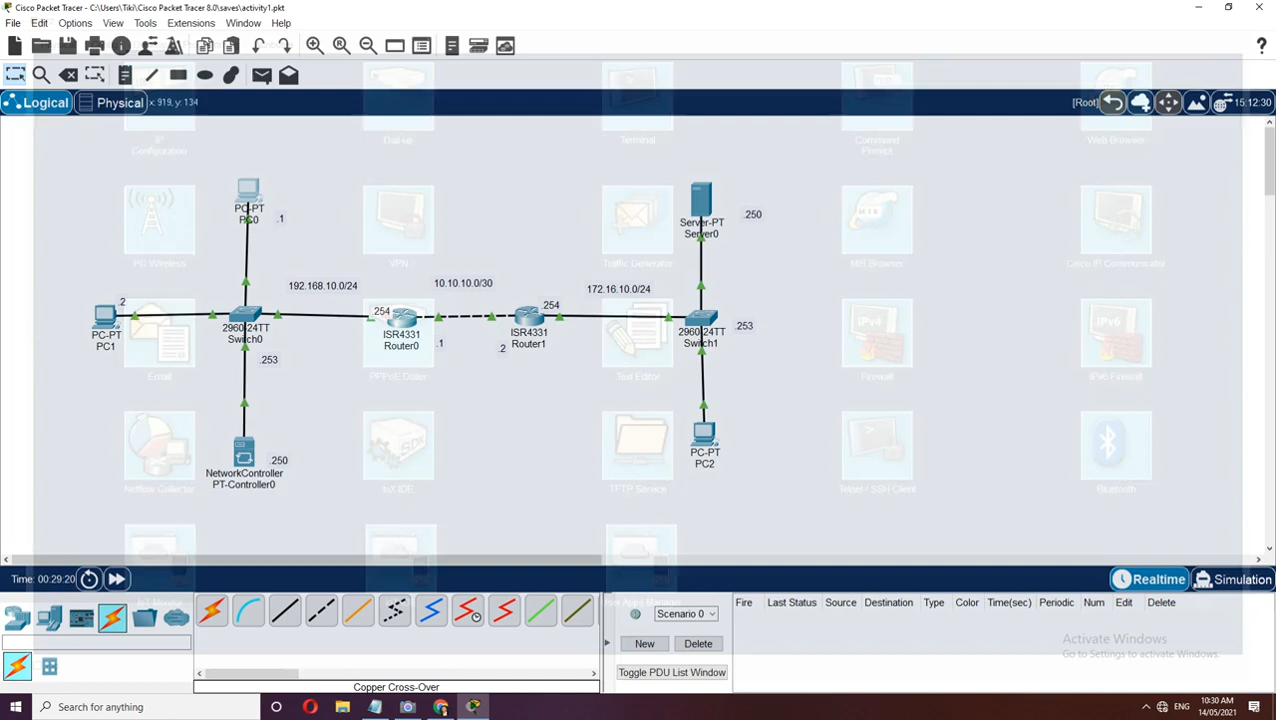 Cisco Packet Tracer - C:\Users\Tiki\Cisco Packet Tracer 8.0\saves\activity1.pkt
File Edit Options View Tools Extensions Window Help
Logical Physical x: 919, y: 134 [Root] 15:12:30
IP Configuration
Dial-up
Terminal
Command Prompt
Web Browser
PC-PT
PC0
.1
Server-PT
Server0
.250
PC Wireless
VPN
Traffic Generator
MIB Browser
Cisco IP Communicator
192.168.10.0/24
10.10.10.0/30
172.16.10.0/24
.2
.254
.254
PC-PT
PC1
2960-24TT
Switch0
ISR4331
Router0
.1
ISR4331
Router1
.2
2960-24TT
Switch1
.253
.253
Email
PPPoE Dialer
Text Editor
IPv4
Firewall
IPv6
IPv6 Firewall
NetworkController
PT-Controller0
.250
PC-PT
PC2
Netflow Collector
SDK
IoX IDE
TFTP Service
Telnet / SSH Client
Bluetooth
Time: 00:29:20
Realtime Simulation
Scenario 0
New Delete
Toggle PDU List Window
Fire Last Status Source Destination Type Color Time(sec) Periodic Num Edit Delete
Activate Windows
Go to Settings to activate Windows.
Copper Cross-Over
Search for anything
ENG
10:30 AM
14/05/2021